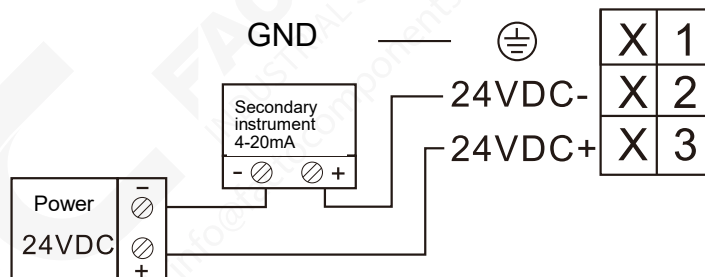 GND
X 1
24VDC- X 2
24VDC+ X 3
Secondary
instrument
4-20mA
- +
Power
24VDC
-
+